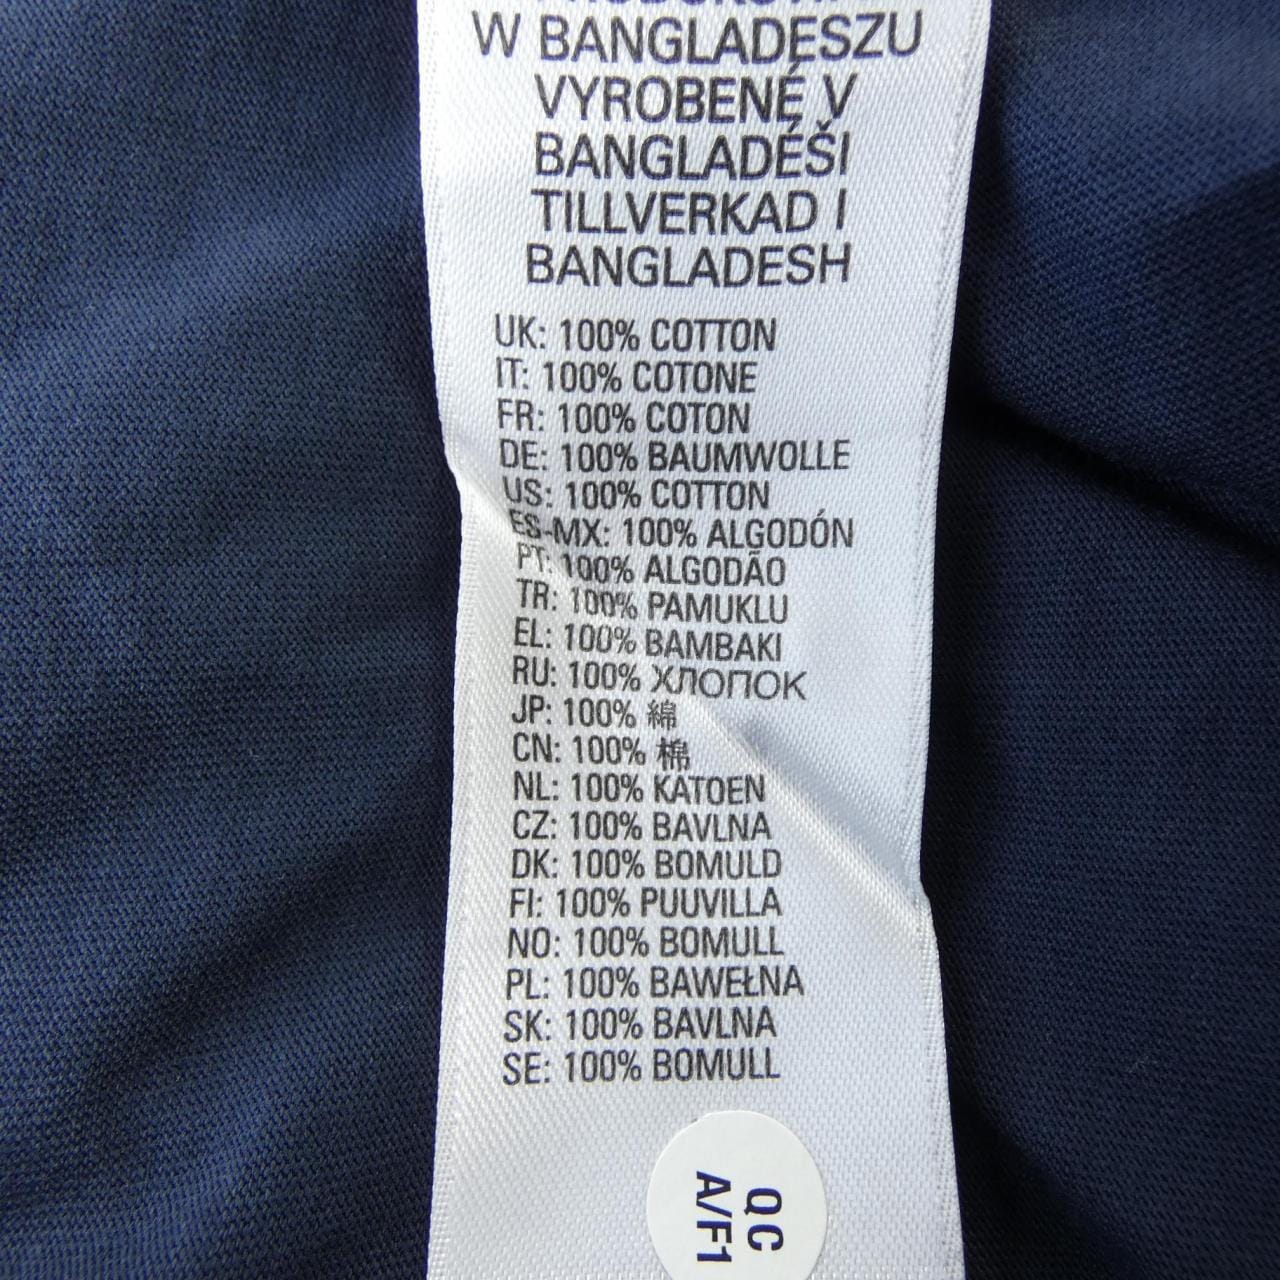 W BANGLADESZU
VYROBENÉ V
BANGLADÉŠI
TILLVERKAD I
BANGLADESH
UK: 100% COTTON
IT: 100% COTONE
FR: 100% COTON
DE: 100% BAUMWOLLE
US: 100% COTTON
ES-MX: 100% ALGODÓN
PT: 100% ALGODÃO
TR: 100% PAMUKLU
EL: 100% BAMBAKI
RU: 100% ХЛОПОК
JP: 100% 綿
CN: 100% 棉
NL: 100% KATOEN
CZ: 100% BAVLNA
DK: 100% BOMULD
FI: 100% PUUVILLA
NO: 100% BOMULL
PL: 100% BAWEŁNA
SK: 100% BAVLNA
SE: 100% BOMULL
QC
A/F1